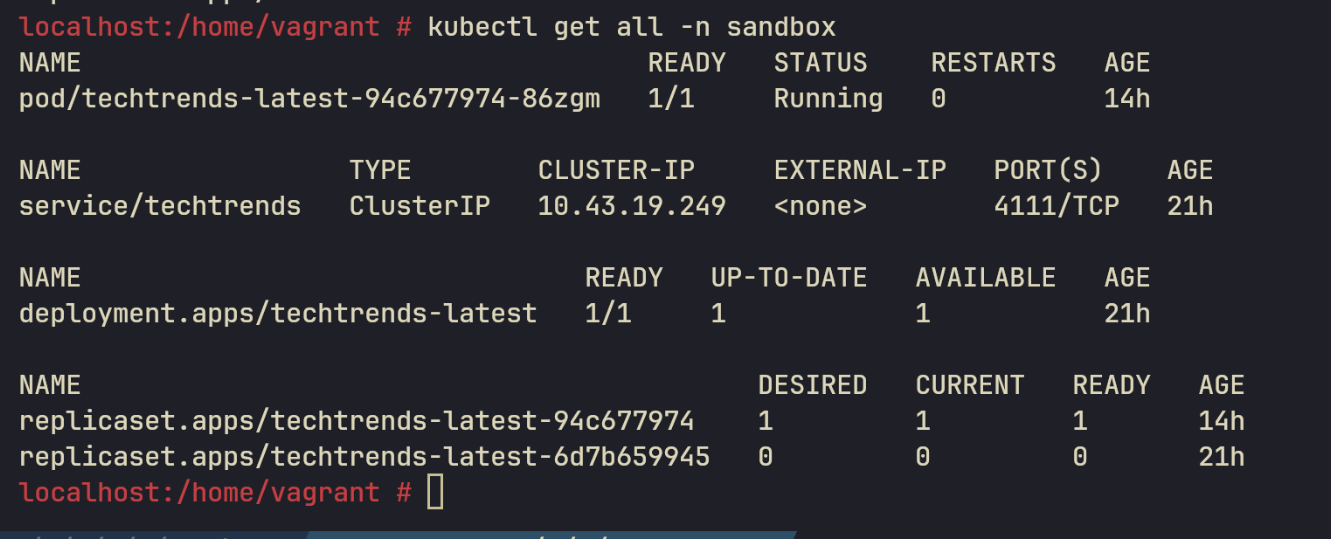 localhost:/home/vagrant # kubectl get all -n sandbox
NAME READY STATUS RESTARTS AGE
pod/techtrends-latest-94c677974-86zgm 1/1 Running 0 14h
NAME TYPE CLUSTER-IP EXTERNAL-IP PORT(S) AGE
service/techtrends ClusterIP 10.43.19.249 <none> 4111/TCP 21h
NAME READY UP-TO-DATE AVAILABLE AGE
deployment.apps/techtrends-latest 1/1 1 1 21h
NAME DESIRED CURRENT READY AGE
replicaset.apps/techtrends-latest-94c677974 1 1 1 14h
replicaset.apps/techtrends-latest-6d7b659945 0 0 0 21h
localhost:/home/vagrant #